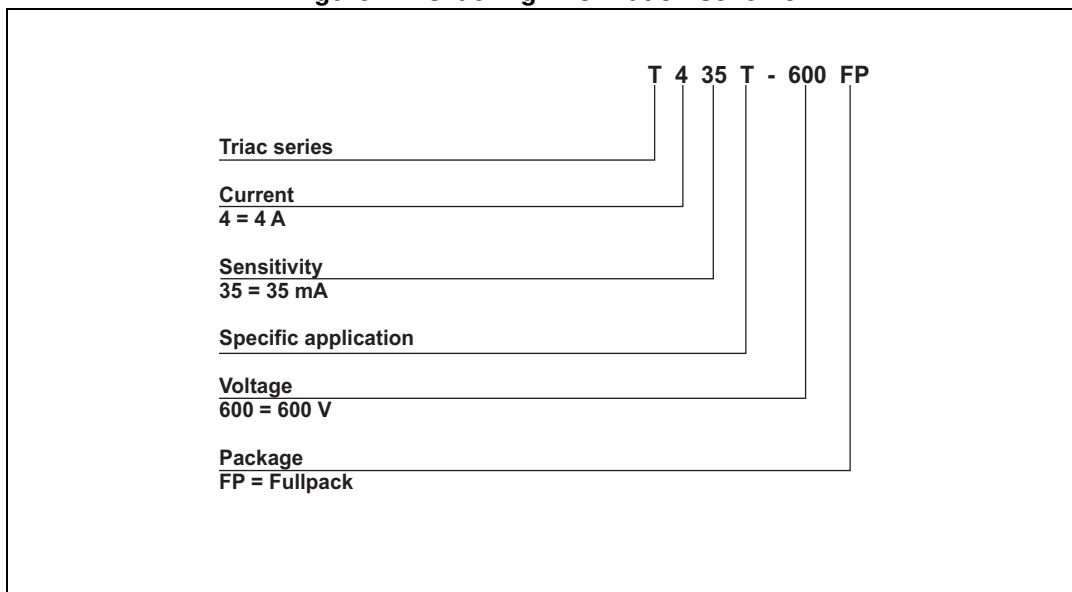 T 4 35 T - 600 FP
Triac series
Current
4 = 4 A
Sensitivity
35 = 35 mA
Specific application
Voltage
600 = 600 V
Package
FP = Fullpack